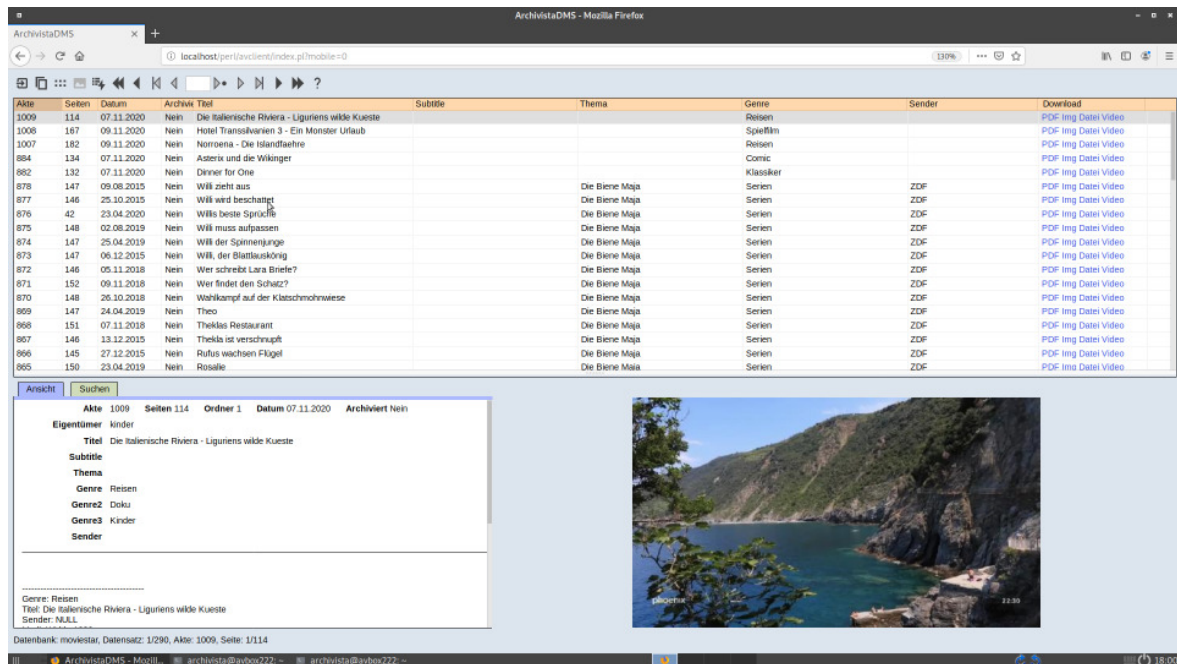 ArchivistaDMS - Mozilla Firefox
ArchivistaDMS
localhost/perl/avclient/index.pl?mobile=0 130%
?
Akte Seiten Datum Archivie Titel Subtitle Thema Genre Sender Download
1009 114 07.11.2020 Nein Die Italienische Riviera - Liguriens wilde Kueste Reisen PDF Img Datei Video
1008 167 09.11.2020 Nein Hotel Transsilvanien 3 - Ein Monster Urlaub Spielfilm PDF Img Datei Video
1007 182 09.11.2020 Nein Norroena - Die Islandfaehre Reisen PDF Img Datei Video
884 134 07.11.2020 Nein Asterix und die Wikinger Comic PDF Img Datei Video
882 132 07.11.2020 Nein Dinner for One Klassiker PDF Img Datei Video
878 147 09.08.2015 Nein Willi zieht aus Die Biene Maja Serien ZDF PDF Img Datei Video
877 146 25.10.2015 Nein Willi wird beschattet Die Biene Maja Serien ZDF PDF Img Datei Video
876 42 23.04.2020 Nein Willis beste Sprüche Die Biene Maja Serien ZDF PDF Img Datei Video
875 148 02.08.2019 Nein Willi muss aufpassen Die Biene Maja Serien ZDF PDF Img Datei Video
874 147 25.04.2019 Nein Willi der Spinnenjunge Die Biene Maja Serien ZDF PDF Img Datei Video
873 147 06.12.2015 Nein Willi, der Blattlauskönig Die Biene Maja Serien ZDF PDF Img Datei Video
872 146 05.11.2018 Nein Wer schreibt Lara Briefe? Die Biene Maja Serien ZDF PDF Img Datei Video
871 152 09.11.2018 Nein Wer findet den Schatz? Die Biene Maja Serien ZDF PDF Img Datei Video
870 148 26.10.2018 Nein Wahlkampf auf der Klatschmohnwiese Die Biene Maja Serien ZDF PDF Img Datei Video
869 147 24.04.2019 Nein Theo Die Biene Maja Serien ZDF PDF Img Datei Video
868 151 07.11.2018 Nein Theklas Restaurant Die Biene Maja Serien ZDF PDF Img Datei Video
867 146 13.12.2015 Nein Thekla ist verschnupft Die Biene Maja Serien ZDF PDF Img Datei Video
866 145 27.12.2015 Nein Rufus wachsen Flügel Die Biene Maja Serien ZDF PDF Img Datei Video
865 150 23.04.2019 Nein Rosalie Die Biene Maja Serien ZDF PDF Img Datei Video
Ansicht Suchen
Akte 1009 Seiten 114 Ordner 1 Datum 07.11.2020 Archiviert Nein
Eigentümer kinder
Titel Die Italienische Riviera - Liguriens wilde Kueste
Subtitle
Thema
Genre Reisen
Genre2 Doku
Genre3 Kinder
Sender
----------------------------------------
Genre: Reisen
Titel: Die Italienische Riviera - Liguriens wilde Kueste
Sender: NULL
phoenix 22:30
Datenbank: moviestar, Datensatz: 1/290, Akte: 1009, Seite: 1/114
ArchivistaDMS - Mozill... archivista@avbox222: ~ archivista@avbox222: ~ 18:00